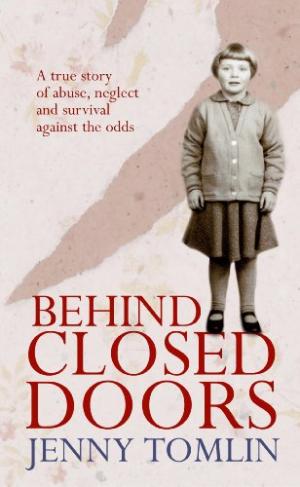 A true story
of abuse, neglect
and survival
against the odds
BEHIND
CLOSED
DOORS
JENNY TOMLIN